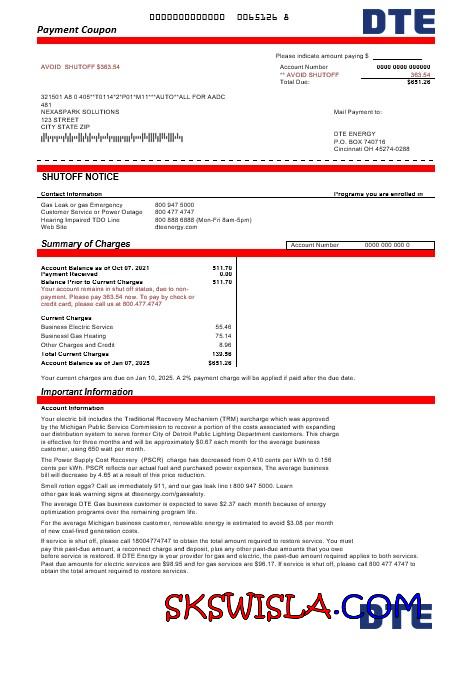 0000000000000 0065126 8
DTE
Payment Coupon
Please indicate amount paying $
AVOID SHUTOFF $363.54
Account Number 0000 0000 000000
** AVOID SHUTOFF 363.54
Total Due: $651.26
321501 A8 0 405**T0114*2*P01*M11***AUTO**ALL FOR AADC
481
NEXASPARK SOLUTIONS
123 STREET
CITY STATE ZIP
Mail Payment to:
DTE ENERGY
P.O. BOX 740716
Cincinnati OH 45274-0288
SHUTOFF NOTICE
Contact Information
Programs you are enrolled in
Gas Leak or gas Emergency 800 947 5000
Customer Service or Power Outage 800.477.4747
Hearing Impaired TDO Line 800 888 6888 (Mon-Fri 8am-5pm)
Web Site dteenergy.com
Summary of Charges
Account Number 0000 000 000 0
Account Balance as of Oct 07, 2021 511.70
Payment Received 0.00
Balance Prior to Current Charges 511.70
Your account remains in shut off status, due to non-
payment. Please pay 363.54 now. To pay by check or
credit card, please call us at 800.477.4747
Current Charges
Business Electric Service 55.46
Businessl Gas Heating 75.14
Other Charges and Credit 8.96
Total Current Charges 139.56
Account Balance as of Jan 07, 2025 $651.26
Your current charges are due on Jan 10, 2025. A 2% payment charge will be applied if paid after the due date.
Important Information
Account Information
Your electric bill includes the Traditional Recovery Mechanism (TRM) surcharge which was approved
by the Michigan Public Service Commission to recover a portion of the costs associated with expanding
our distribution system to serve former City of Detroit Public Lighting Department customers. This charge
is effective for three months and will be approximately $0.67 each month for the average business
customer, using 650 watt per month.
The Power Supply Cost Recovery (PSCR) charge has decreased from 0.410 cents per kWh to 0.156
cents per kWh. PSCR reflects our actual fuel and purchased power expenses, The average business
bill will decrease by 4.65 at a result of this price reduction.
Smell rotten eggs? Call us immediately 911, and our gas leak line t 800 947 5000. Learn
other gas leak warning signs at dteenergy.com/gassafety.
The average DTE Gas business customer is expected to save $2.37 each month because of energy
optimization programs over the remaining program life.
For the average Michigan business customer, renewable energy is estimated to avoid $3.08 per month
of new coal-fired generation costs.
If service is shut off, please call 18004774747 to obtain the total amount required to restore service. You must
pay this past-due amount, a reconnect charge and deposit, plus any other past-due amounts that you owe
before service is restored. If DTE Energy is your provider for gas and electric, the past-due amount required applies to both services.
Past due amounts for electric services are $98.95 and for gas services are $96.17. If service is shut off, please call 800.477 4747 to
obtain the total amount required to restore services.
SKSWISLA.COM
DTE